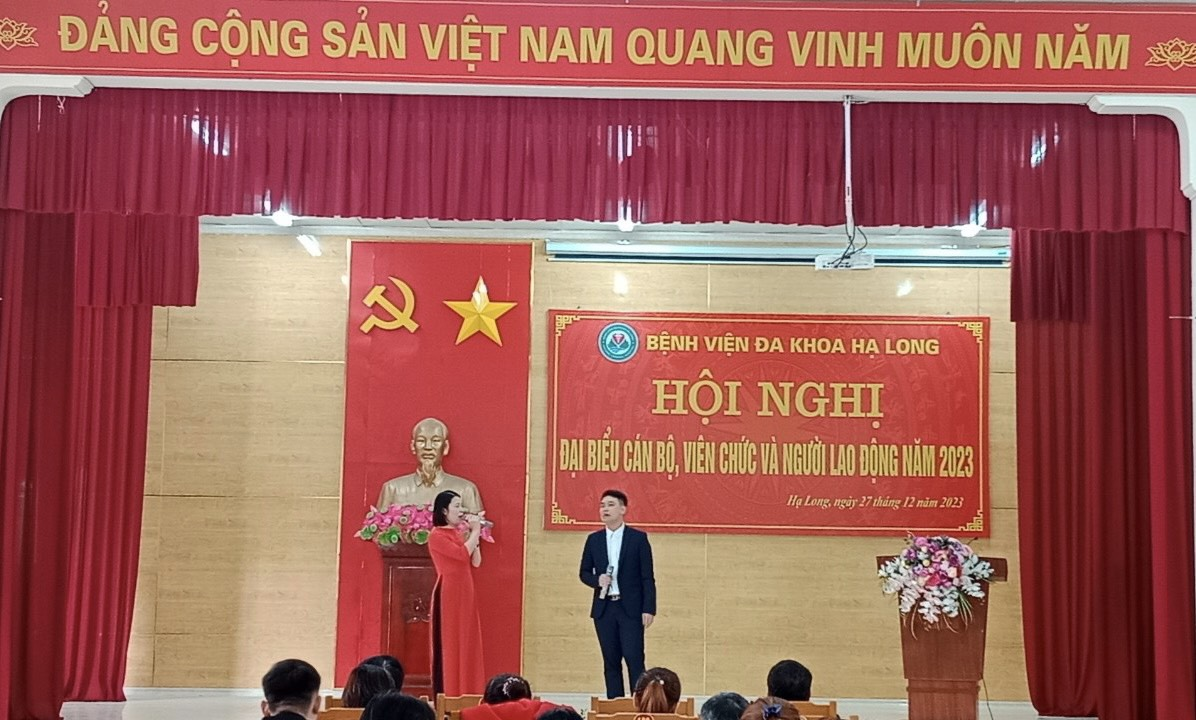 ĐẢNG CỘNG SẢN VIỆT NAM QUANG VINH MUÔN NĂM
BỆNH VIỆN ĐA KHOA HẠ LONG
HỘI NGHỊ
ĐẠI BIỂU CÁN BỘ, VIÊN CHỨC VÀ NGƯỜI LAO ĐỘNG NĂM 2023
Hạ Long, ngày 27 tháng 12 năm 2023